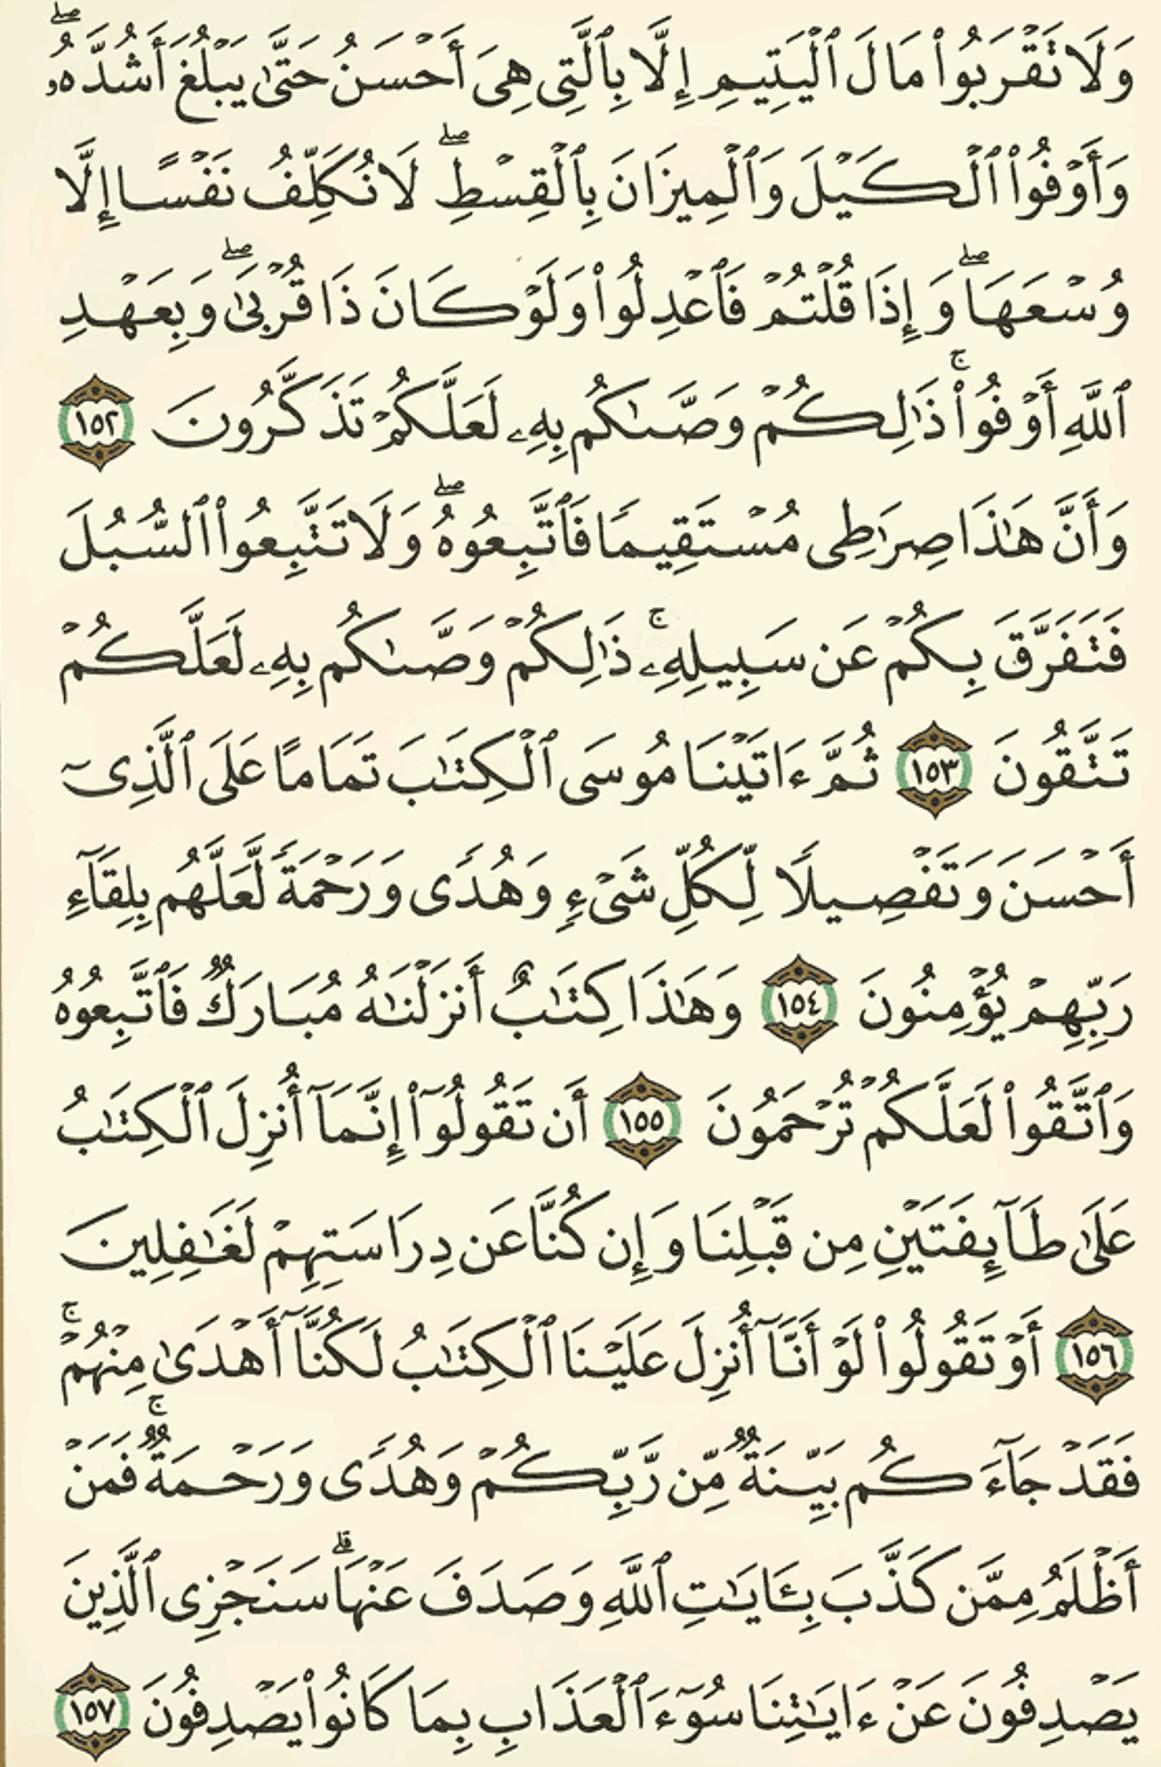 وَلَا تَقْرَبُوا۟ مَالَ ٱلْيَتِيمِ إِلَّا بِٱلَّتِى هِىَ أَحْسَنُ حَتَّىٰ يَبْلُغَ أَشُدَّهُۥۖ
وَأَوْفُوا۟ ٱلْكَيْلَ وَٱلْمِيزَانَ بِٱلْقِسْطِۖ لَا نُكَلِّفُ نَفْسًا إِلَّا
وُسْعَهَاۖ وَإِذَا قُلْتُمْ فَٱعْدِلُوا۟ وَلَوْ كَانَ ذَا قُرْبَىٰۖ وَبِعَهْدِ
ٱللَّهِ أَوْفُوا۟ۚ ذَٰلِكُمْ وَصَّىٰكُم بِهِۦ لَعَلَّكُمْ تَذَكَّرُونَ ١٥٢
وَأَنَّ هَٰذَا صِرَٰطِى مُسْتَقِيمًا فَٱتَّبِعُوهُۖ وَلَا تَتَّبِعُوا۟ ٱلسُّبُلَ
فَتَفَرَّقَ بِكُمْ عَن سَبِيلِهِۦۚ ذَٰلِكُمْ وَصَّىٰكُم بِهِۦ لَعَلَّكُمْ
تَتَّقُونَ ١٥٣ ثُمَّ ءَاتَيْنَا مُوسَى ٱلْكِتَٰبَ تَمَامًا عَلَى ٱلَّذِىٓ
أَحْسَنَ وَتَفْصِيلًا لِّكُلِّ شَىْءٍ وَهُدًى وَرَحْمَةً لَّعَلَّهُم بِلِقَآءِ
رَبِّهِمْ يُؤْمِنُونَ ١٥٤ وَهَٰذَا كِتَٰبٌ أَنزَلْنَٰهُ مُبَارَكٌ فَٱتَّبِعُوهُ
وَٱتَّقُوا۟ لَعَلَّكُمْ تُرْحَمُونَ ١٥٥ أَن تَقُولُوٓا۟ إِنَّمَآ أُنزِلَ ٱلْكِتَٰبُ
عَلَىٰ طَآئِفَتَيْنِ مِن قَبْلِنَا وَإِن كُنَّا عَن دِرَاسَتِهِمْ لَغَٰفِلِينَ
١٥٦ أَوْ تَقُولُوا۟ لَوْ أَنَّآ أُنزِلَ عَلَيْنَا ٱلْكِتَٰبُ لَكُنَّآ أَهْدَىٰ مِنْهُمْۚ
فَقَدْ جَآءَكُم بَيِّنَةٌ مِّن رَّبِّكُمْ وَهُدًى وَرَحْمَةٌۚ فَمَنْ
أَظْلَمُ مِمَّن كَذَّبَ بِـَٔايَٰتِ ٱللَّهِ وَصَدَفَ عَنْهَاۗ سَنَجْزِى ٱلَّذِينَ
يَصْدِفُونَ عَنْ ءَايَٰتِنَا سُوٓءَ ٱلْعَذَابِ بِمَا كَانُوا۟ يَصْدِفُونَ ١٥٧